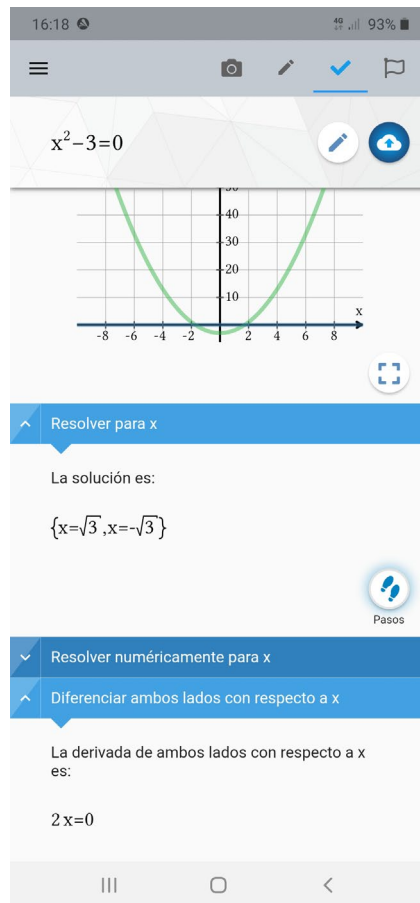 16:18 4G 93%
x²−3=0
50
40
30
20
10
x
-8 -6 -4 -2 2 4 6 8
Resolver para x
La solución es:
{x=√3,x=-√3}
Pasos
Resolver numéricamente para x
Diferenciar ambos lados con respecto a x
La derivada de ambos lados con respecto a x
es:
2x=0